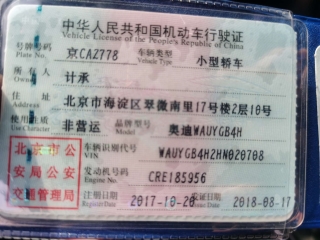 中华人民共和国机动车行驶证
Vehicle License of the People's Republic of China
号牌号码 京CA2778 车辆类型 小型轿车
Plate No. Vehicle Type
所有人 计承
Owner
住址 北京市海淀区翠微南里17号楼2层10号
Address
使用性质 非营运 品牌型号 奥迪WAUYGB4H
Use Character Model
北京市公 车辆识别代号 WAUYGB4H2HN020708
VIN
安局公安 发动机号码 CRE185956
Engine No.
交通管理局 注册日期 2017-10-20 发证日期 2018-08-17
Register Date Issue Date